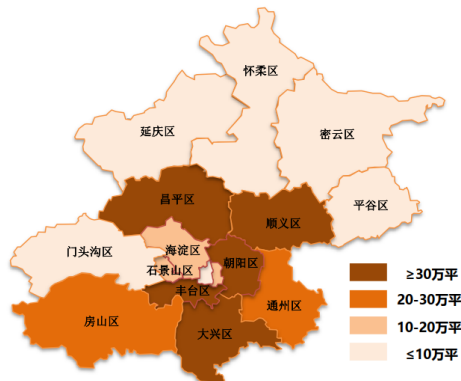 怀柔区
延庆区
密云区
昌平区
平谷区
顺义区
门头沟区
海淀区
朝阳区
石景山区
丰台区
通州区
房山区
大兴区
≥30万平
20-30万平
10-20万平
≤10万平